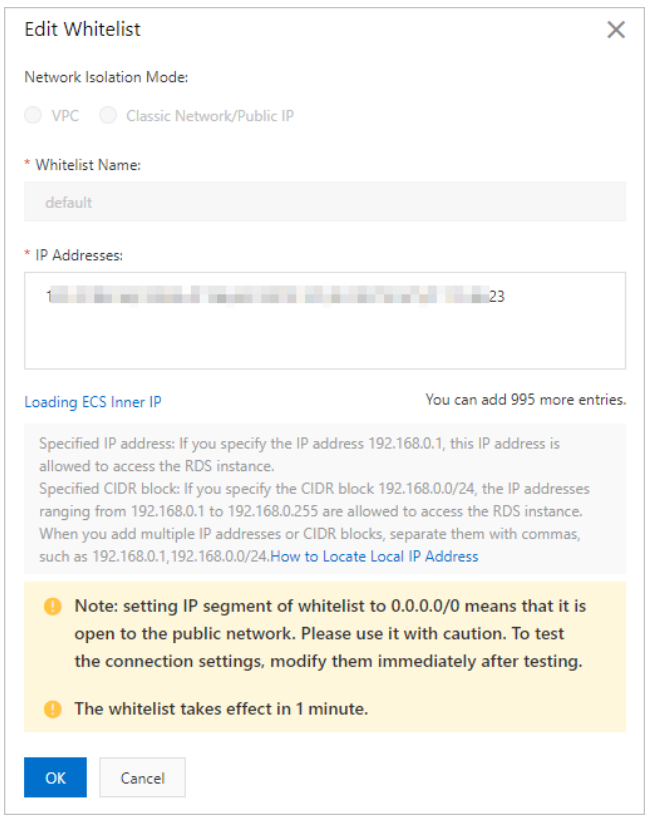 Edit Whitelist
Network Isolation Mode:
VPC Classic Network/Public IP
* Whitelist Name:
default
* IP Addresses:
23
Loading ECS Inner IP
You can add 995 more entries.
Specified IP address: If you specify the IP address 192.168.0.1, this IP address is
allowed to access the RDS instance.
Specified CIDR block: If you specify the CIDR block 192.168.0.0/24, the IP addresses
ranging from 192.168.0.1 to 192.168.0.255 are allowed to access the RDS instance.
When you add multiple IP addresses or CIDR blocks, separate them with commas,
such as 192.168.0.1,192.168.0.0/24.How to Locate Local IP Address
Note: setting IP segment of whitelist to 0.0.0.0/0 means that it is
open to the public network. Please use it with caution. To test
the connection settings, modify them immediately after testing.
The whitelist takes effect in 1 minute.
OK Cancel